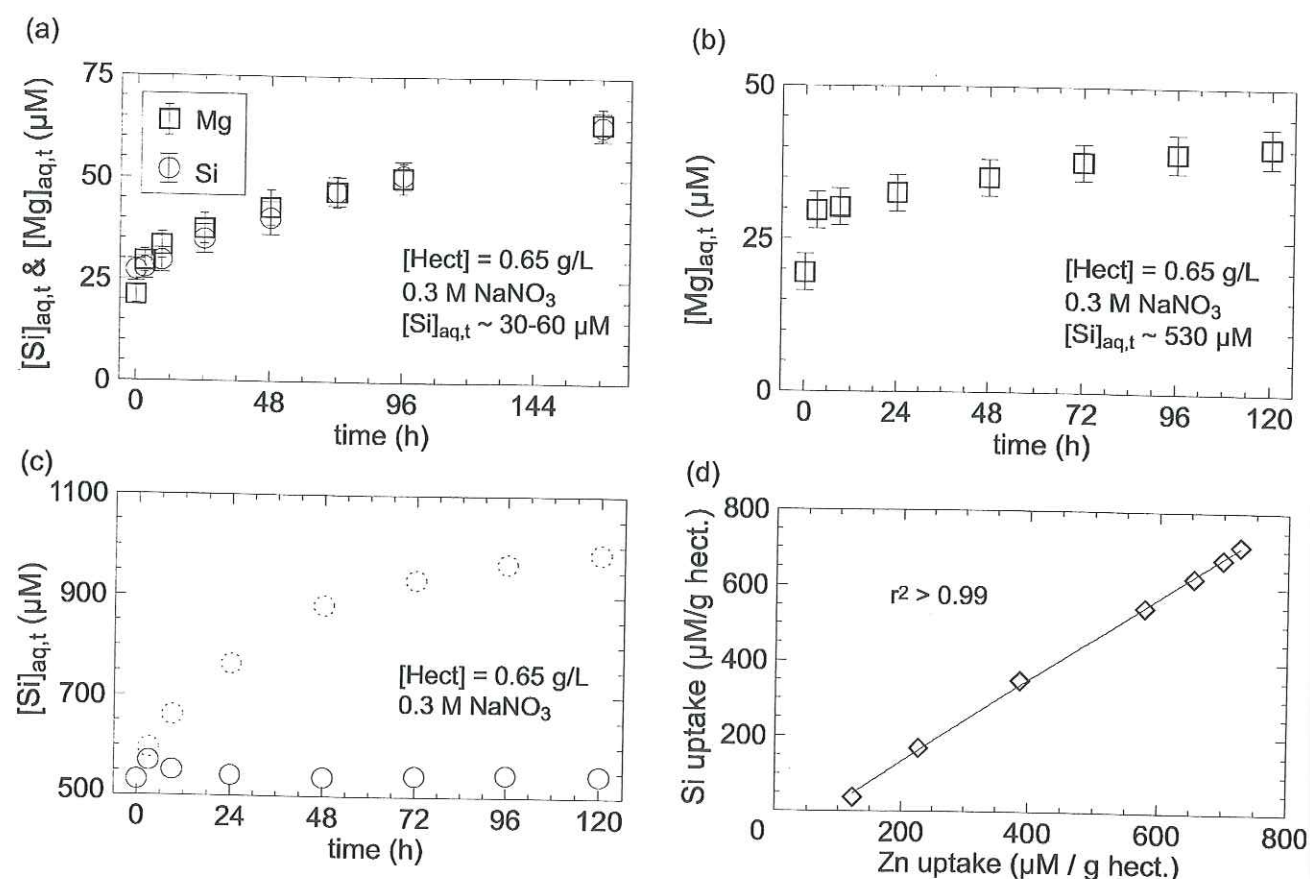 (a)
75
50
25
0
[Si]aq,t & [Mg]aq,t (µM)
Mg
Si
[Hect] = 0.65 g/L
0.3 M NaNO3
[Si]aq,t ~ 30-60 µM
0 48 96 144
time (h)
(b)
50
25
0
[Mg]aq,t (µM)
[Hect] = 0.65 g/L
0.3 M NaNO3
[Si]aq,t ~ 530 µM
0 24 48 72 96 120
time (h)
(c)
1100
900
700
500
[Si]aq,t (µM)
[Hect] = 0.65 g/L
0.3 M NaNO3
0 24 48 72 96 120
time (h)
(d)
800
600
400
200
0
Si uptake (µM/g hect.)
r² > 0.99
200 400 600 800
Zn uptake (µM / g hect.)